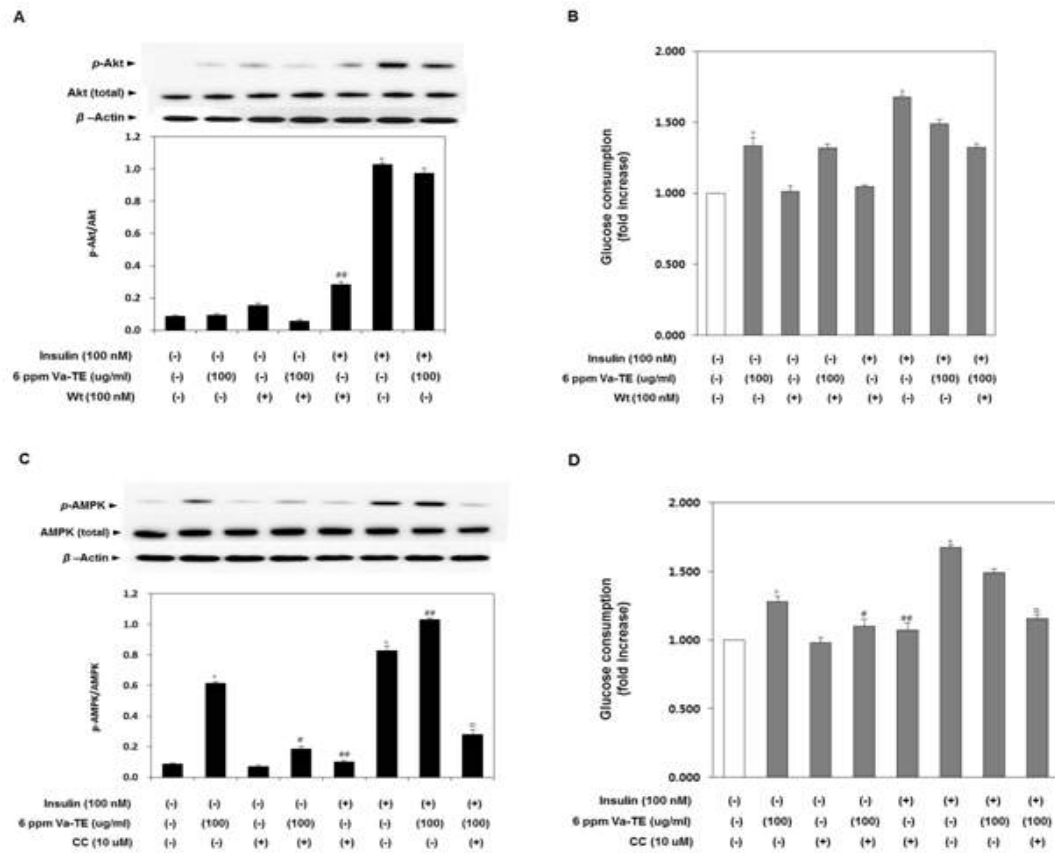 A
p-Akt ►
Akt (total) ►
β –Actin ►
1.2
1.0
0.8
0.6
0.4
0.2
0.0
p-Akt/Akt
##
*
Insulin (100 nM) (-) (-) (-) (-) (+) (+) (+)
6 ppm Va-TE (ug/ml) (-) (100) (-) (100) (-) (-) (100)
Wt (100 nM) (-) (-) (+) (+) (+) (-) (-)
B
2.000
1.500
1.000
0.500
0.000
Glucose consumption
(fold increase)
Insulin (100 nM) (-) (-) (-) (-) (+) (+) (+) (+)
6 ppm Va-TE (ug/ml) (-) (100) (-) (100) (-) (-) (100) (100)
Wt (100 nM) (-) (-) (+) (+) (+) (-) (-) (+)
C
p-AMPK ►
AMPK (total) ►
β –Actin ►
1.2
1.0
0.8
0.6
0.4
0.2
0.0
p-AMPK/AMPK
* # ## * ## ¤
Insulin (100 nM) (-) (-) (-) (-) (+) (+) (+) (+)
6 ppm Va-TE (ug/ml) (-) (100) (-) (100) (-) (-) (100) (100)
CC (10 uM) (-) (-) (+) (+) (+) (-) (-) (+)
D
2.000
1.500
1.000
0.500
0.000
Glucose consumption
(fold increase)
* # ## * ¤
Insulin (100 nM) (-) (-) (-) (-) (+) (+) (+) (+)
6 ppm Va-TE (ug/ml) (-) (100) (-) (100) (-) (-) (100) (100)
CC (10 uM) (-) (-) (+) (+) (+) (-) (-) (+)